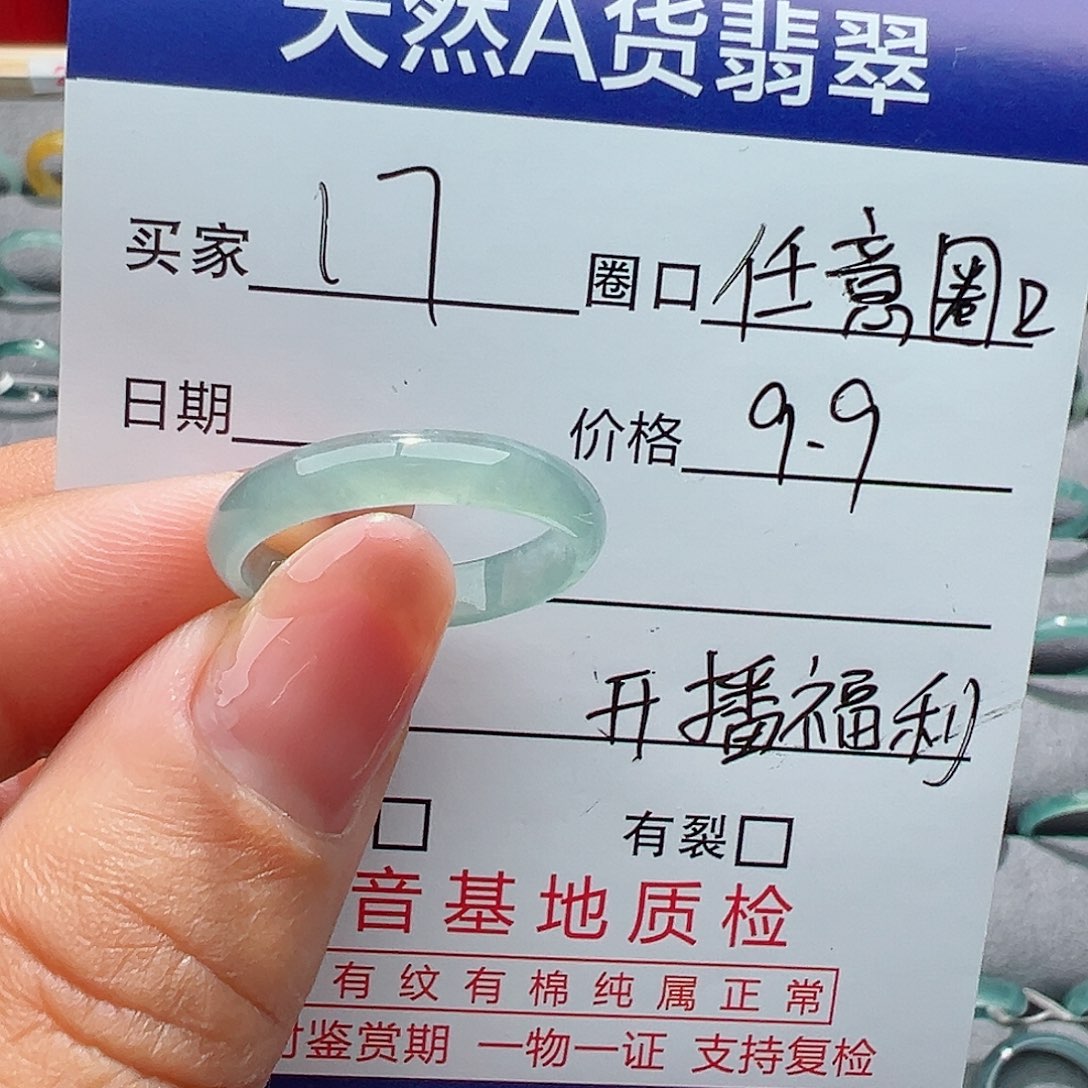 天然A货翡翠
买家 17 圈口 任意圈口
日期 价格 9.9
开播福利
有裂
音基地质检
有纹有棉纯属正常
时鉴赏期 一物一证 支持复检